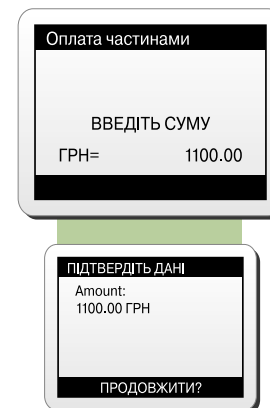 Оплата частинами
ВВЕДІТЬ СУМУ
ГРН= 1100.00
ПІДТВЕРДІТЬ ДАНІ
Amount:
1100.00 ГРН
ПРОДОВЖИТИ?